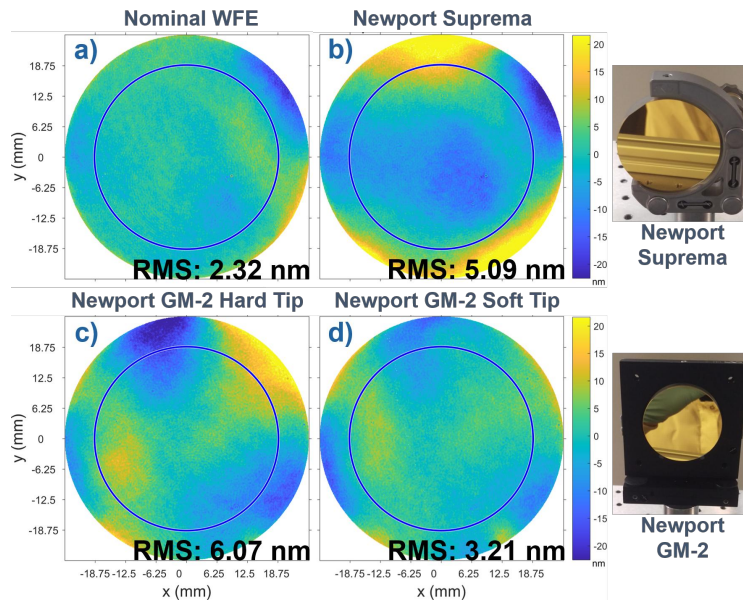 Nominal WFE
Newport Suprema
a)
b)
y (mm)
18.75
12.5
6.25
0
-6.25
-12.5
-18.75
RMS: 2.32 nm
RMS: 5.09 nm
20
15
10
5
0
-5
-10
-15
-20
nm
Newport
Suprema
Newport GM-2 Hard Tip
Newport GM-2 Soft Tip
c)
d)
y (mm)
18.75
12.5
6.25
0
-6.25
-12.5
-18.75
RMS: 6.07 nm
RMS: 3.21 nm
-18.75 -12.5 -6.25 0 6.25 12.5 18.75
x (mm)
-18.75 -12.5 -6.25 0 6.25 12.5 18.75
x (mm)
20
15
10
5
0
-5
-10
-15
-20
nm
Newport
GM-2